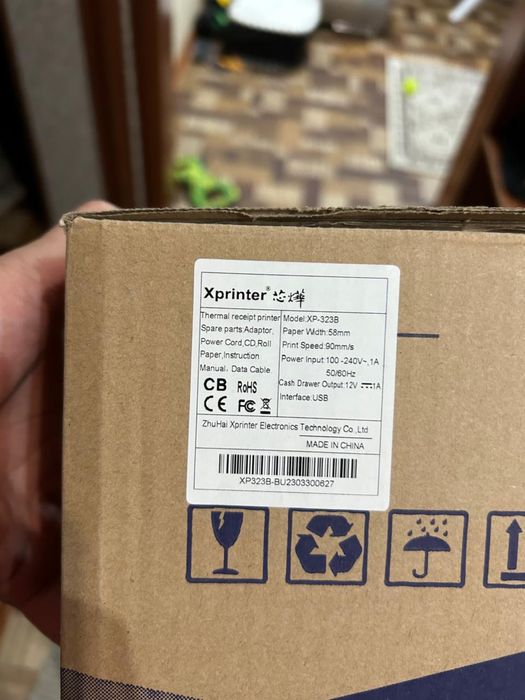 Xprinter® 芯烨
Thermal receipt printer
Spare parts:Adaptor,
Power Cord,CD,Roll
Paper,Instruction
Manual, Data Cable
CB RoHS
CE FC
Model:XP-323B
Paper Width:58mm
Print Speed:90mm/s
Power Input:100-240V~,1A
50/60Hz
Cash Drawer Output:12V⎓1A
Interface:USB
ZhuHai Xprinter Electronics Technology Co.,Ltd
MADE IN CHINA
XP323B-BU2303300627